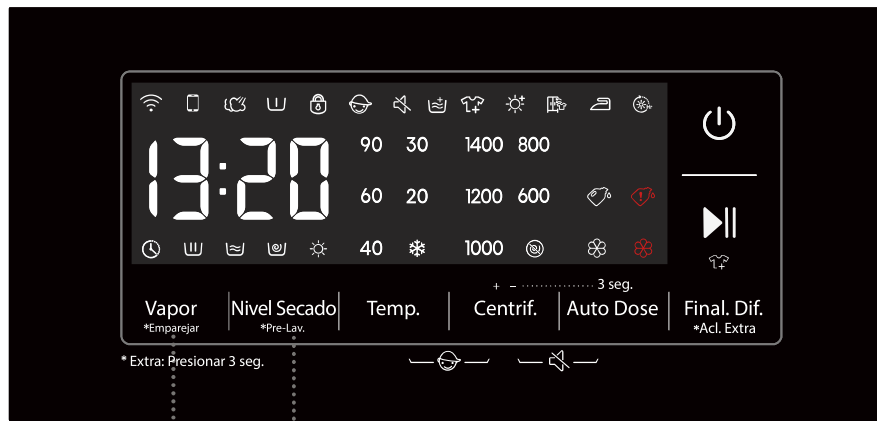 90 30 1400 800
13:20
60 20 1200 600
40 1000
+ - 3 seg.
Vapor Nivel Secado Temp. Centrif. Auto Dose Final. Dif.
*Emparejar *Pre-Lav. *Acl. Extra
* Extra: Presionar 3 seg.